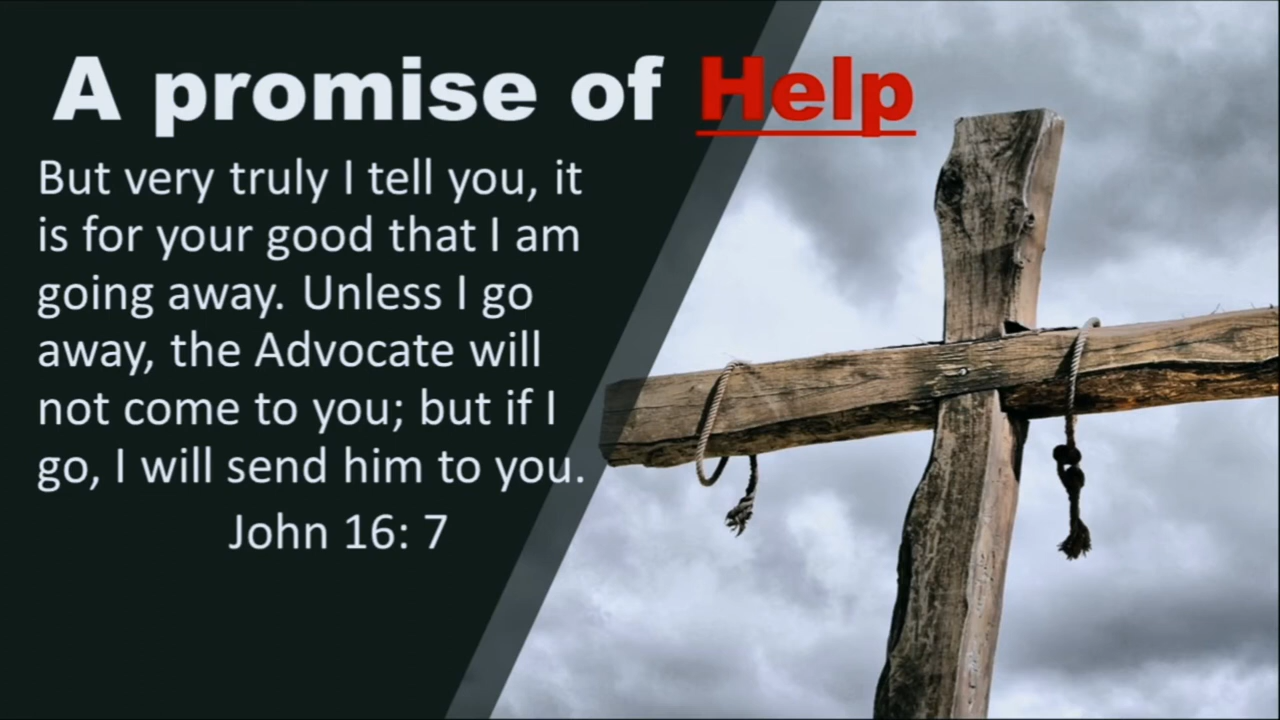 A promise of Help
But very truly I tell you, it
is for your good that I am
going away. Unless I go
away, the Advocate will
not come to you; but if I
go, I will send him to you.
John 16: 7